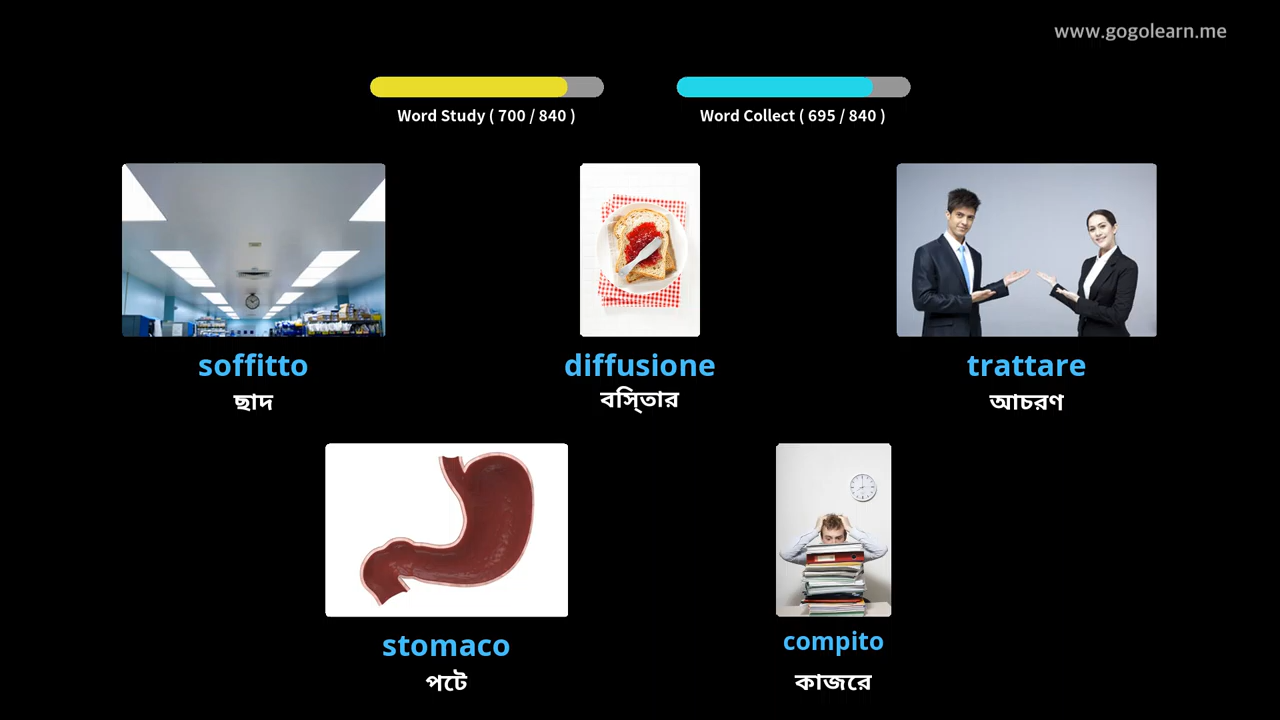 www.gogolearn.me
Word Study ( 700 / 840 )
Word Collect ( 695 / 840 )
soffitto
ছাদ
diffusione
বসি্তার
trattare
আচরণ
stomaco
পটে
compito
কাজরে